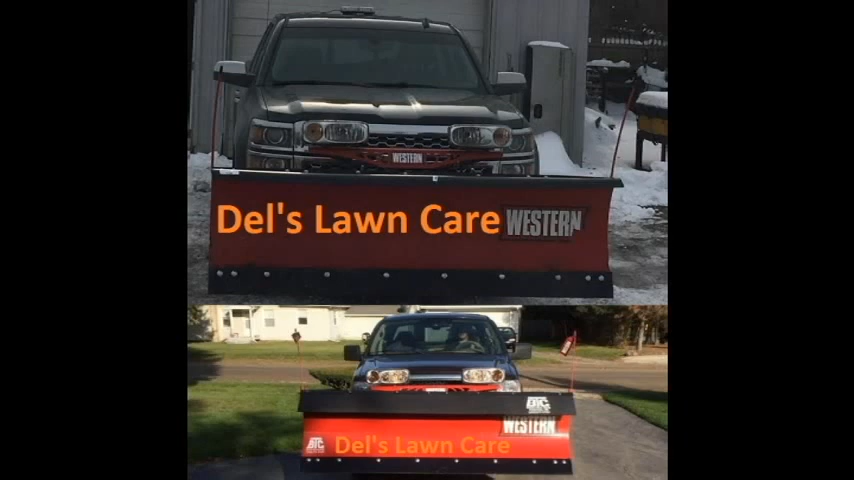 WESTERN
Del's Lawn Care WESTERN
BTC
WESTERN
BTC Del's Lawn Care